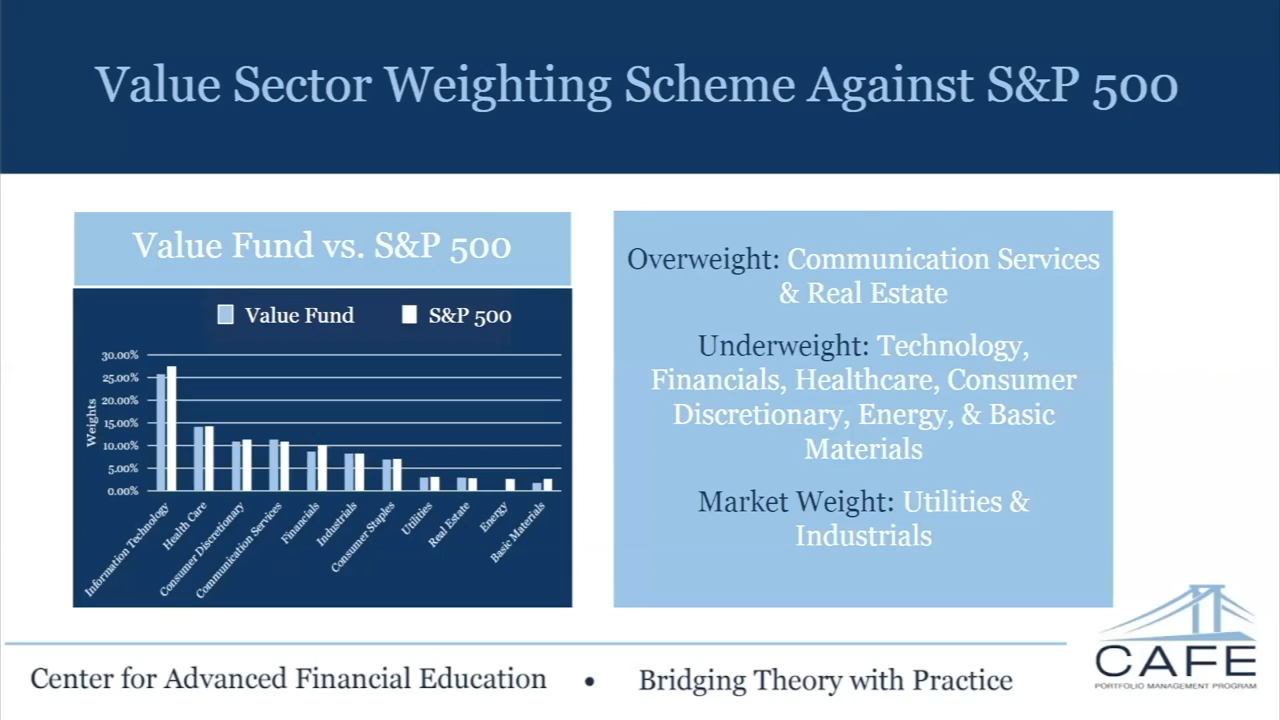 Value Sector Weighting Scheme Against S&P 500
Value Fund vs. S&P 500
Value Fund
S&P 500
30.00%
25.00%
20.00%
15.00%
10.00%
5.00%
0.00%
Weights
Information Technology
Health Care
Consumer Discretionary
Communication Services
Financials
Industrials
Consumer Staples
Utilities
Real Estate
Energy
Basic Materials
Overweight: Communication Services
& Real Estate
Underweight: Technology,
Financials, Healthcare, Consumer
Discretionary, Energy, & Basic
Materials
Market Weight: Utilities &
Industrials
Center for Advanced Financial Education • Bridging Theory with Practice
CAFE
PORTFOLIO MANAGEMENT PROGRAM